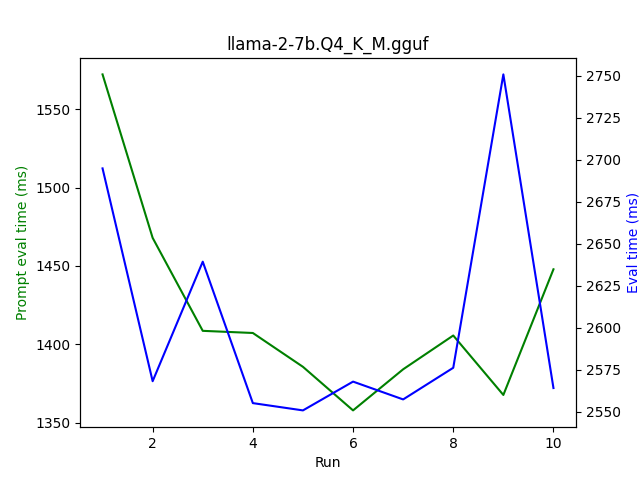 llama-2-7b.Q4_K_M.gguf
Prompt eval time (ms)
1550
1500
1450
1400
1350
2750
2725
2700
2675
2650
2625
2600
2575
2550
Eval time (ms)
2 4 6 8 10
Run